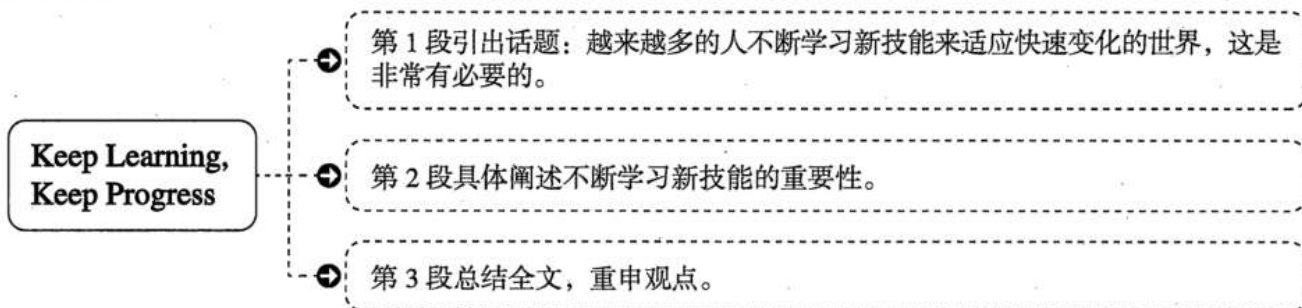 Keep Learning,
Keep Progress
第1段引出话题：越来越多的人不断学习新技能来适应快速变化的世界，这是
非常有必要的。
第2段具体阐述不断学习新技能的重要性。
第3段总结全文，重申观点。